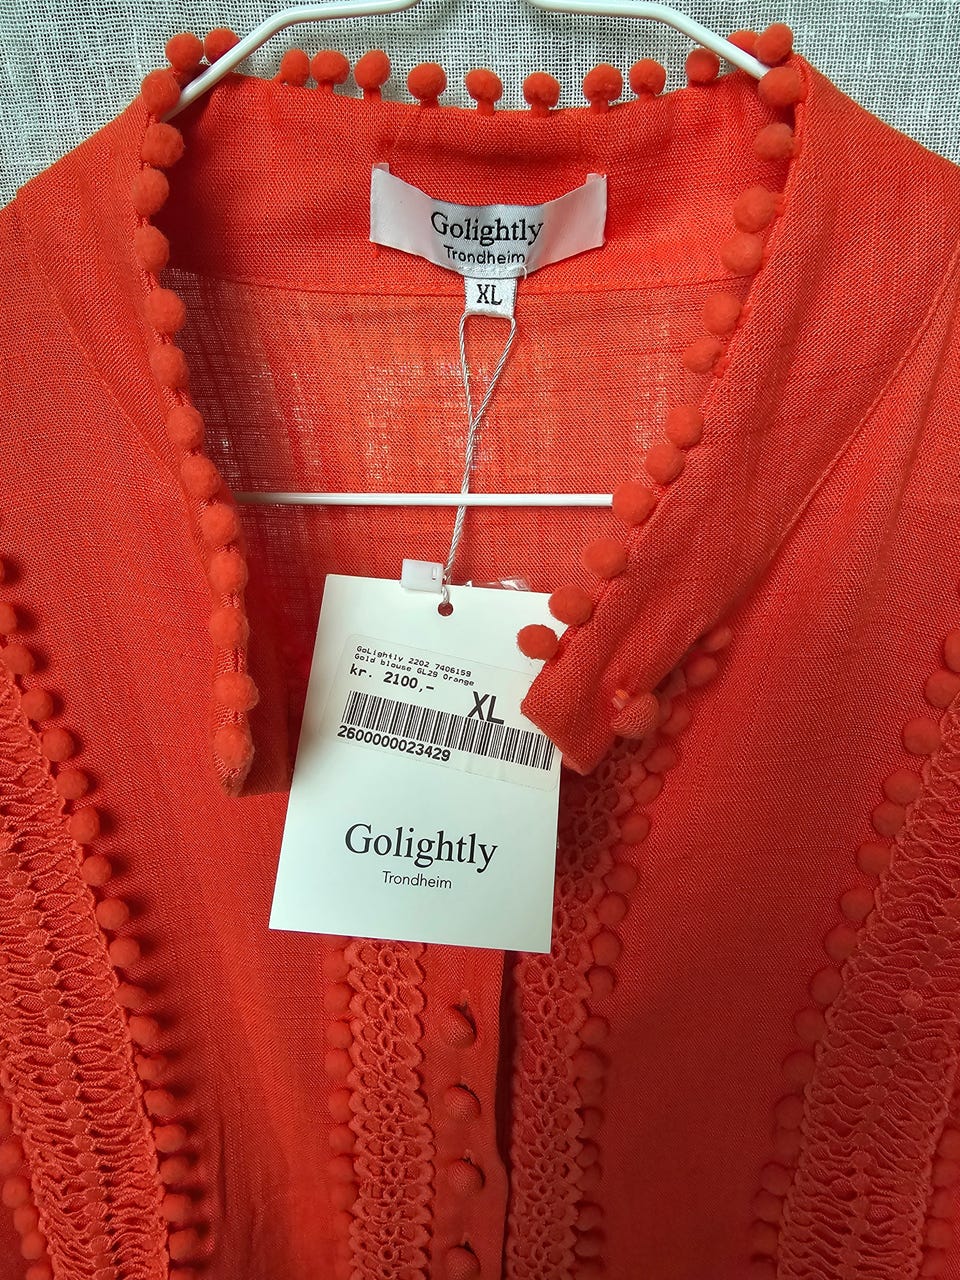 Golightly
Trondheim
XL
GoLightly 2202 7406159
Gold blouse GL29 Orange
kr. 2100,-
XL
2600000023429
Golightly
Trondheim